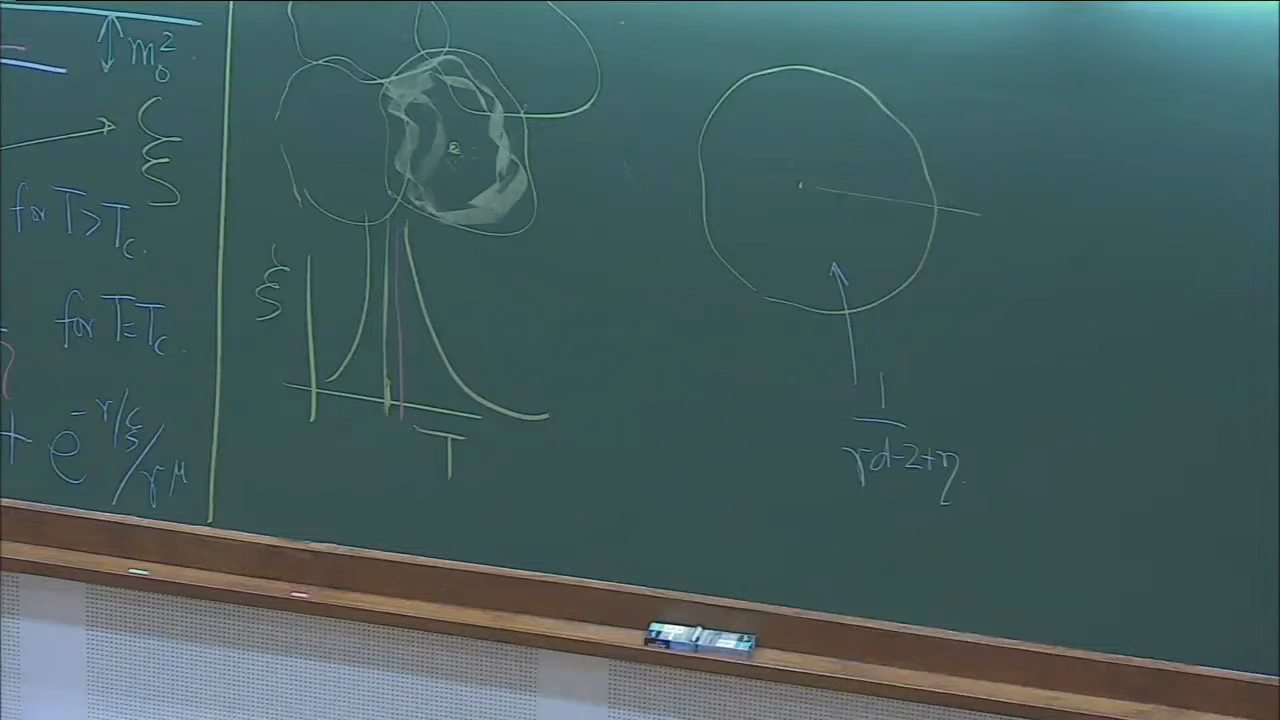 m₀²
ξ
for T > T_c.
for T = T_c.
+ e^{-r/ξ}/r^μ
ξ
T
1
r^{d-2+η}